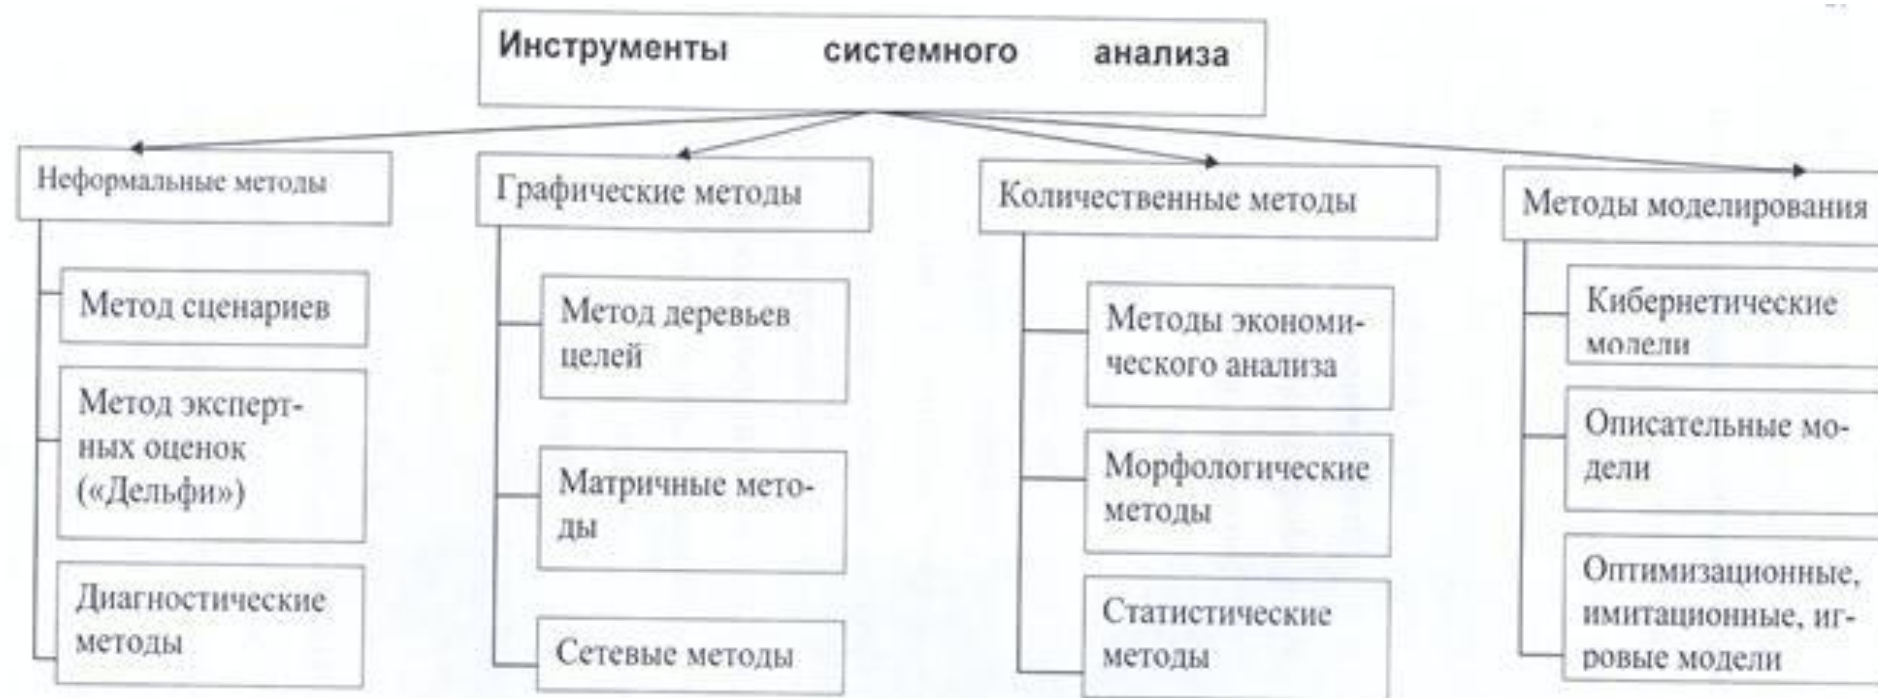 Инструменты системного анализа
Неформальные методы
Метод сценариев
Метод эксперт-
ных оценок
(«Дельфи»)
Диагностические
методы
Графические методы
Метод деревьев
целей
Матричные мето-
ды
Сетевые методы
Количественные методы
Методы экономи-
ческого анализа
Морфологические
методы
Статистические
методы
Методы моделирования
Кибернетические
модели
Описательные мо-
дели
Оптимизационные,
имитационные, иг-
ровые модели